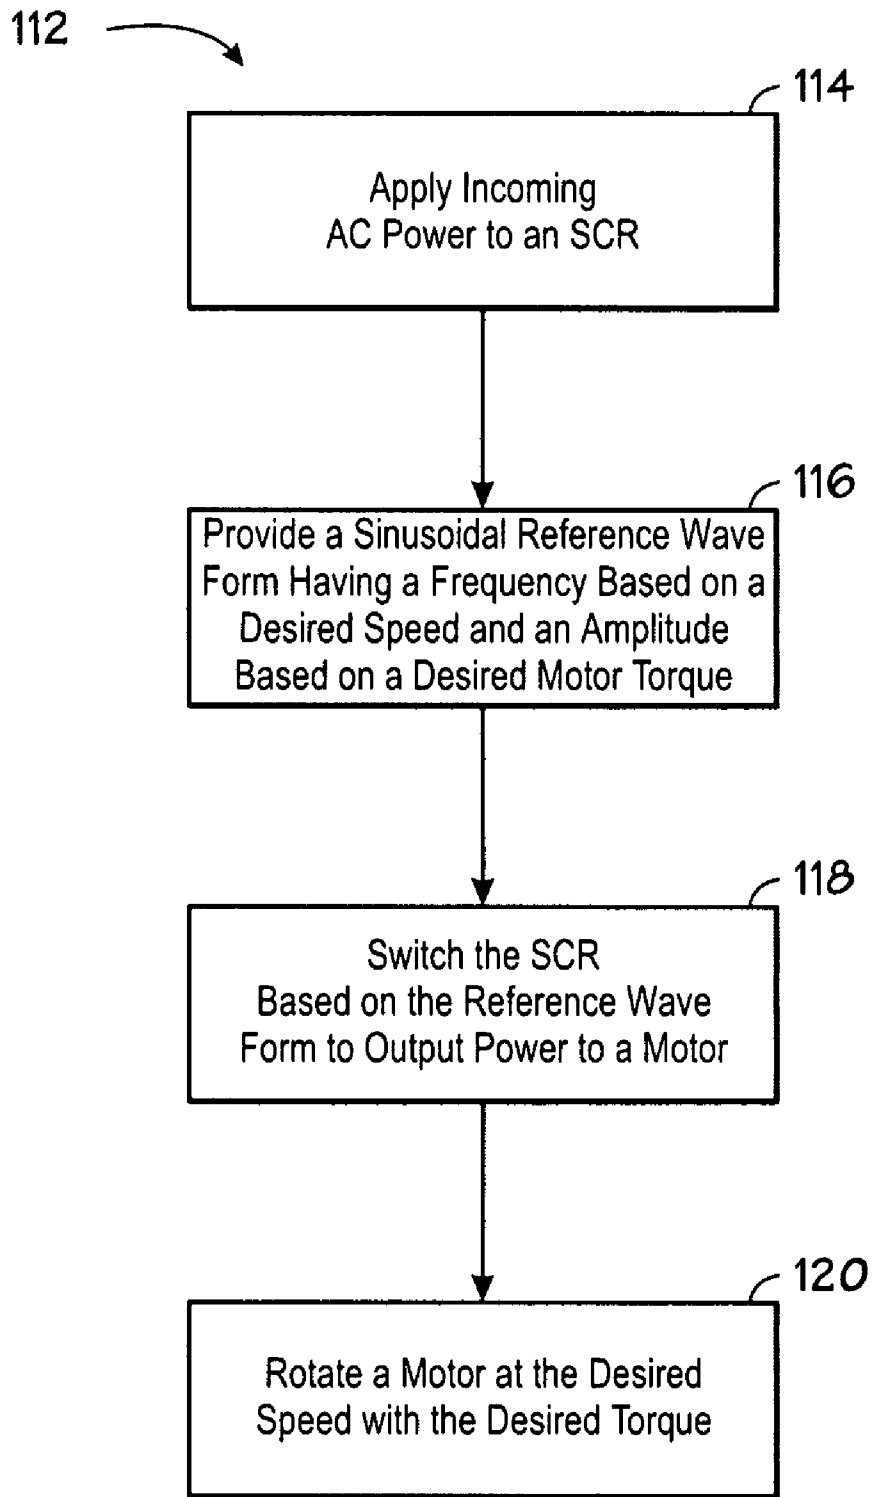 112
114
Apply Incoming
AC Power to an SCR
116
Provide a Sinusoidal Reference Wave
Form Having a Frequency Based on a
Desired Speed and an Amplitude
Based on a Desired Motor Torque
118
Switch the SCR
Based on the Reference Wave
Form to Output Power to a Motor
120
Rotate a Motor at the Desired
Speed with the Desired Torque